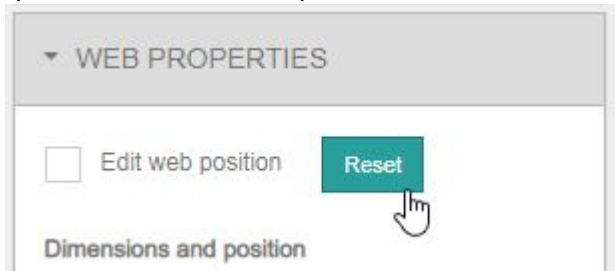 WEB PROPERTIES
Edit web position
Reset
Dimensions and position